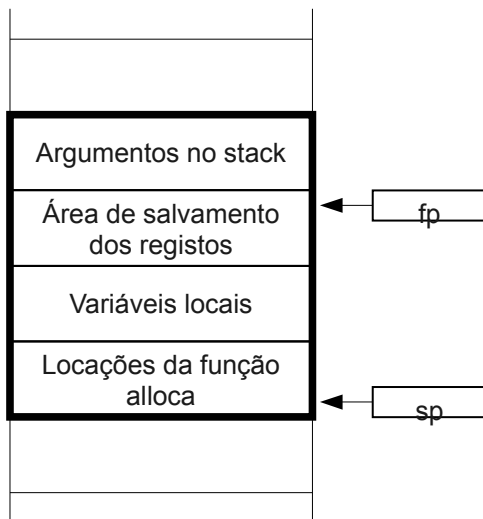 Argumentos no stack
Área de salvamento
dos registos
fp
Variáveis locais
Locações da função
alloca
sp